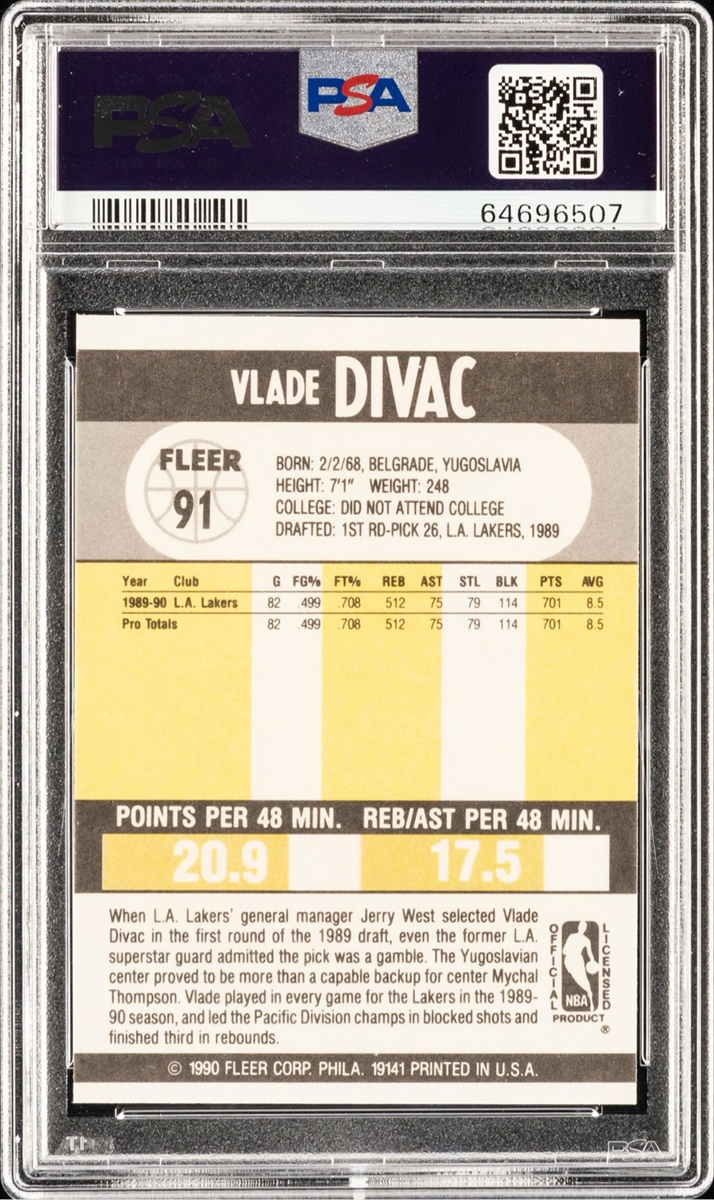 PSA
PSA
64696507
VLADE DIVAC
FLEER
91
BORN: 2/2/68, BELGRADE, YUGOSLAVIA
HEIGHT: 7'1" WEIGHT: 248
COLLEGE: DID NOT ATTEND COLLEGE
DRAFTED: 1ST RD-PICK 26, L.A. LAKERS, 1989
Year Club G FG% FT% REB AST STL BLK PTS AVG
1989-90 L.A. Lakers 82 .499 .708 512 75 79 114 701 8.5
Pro Totals 82 .499 .708 512 75 79 114 701 8.5
POINTS PER 48 MIN. REB/AST PER 48 MIN.
20.9 17.5
When L.A. Lakers' general manager Jerry West selected Vlade
Divac in the first round of the 1989 draft, even the former L.A.
superstar guard admitted the pick was a gamble. The Yugoslavian
center proved to be more than a capable backup for center Mychal
Thompson. Vlade played in every game for the Lakers in the 1989-
90 season, and led the Pacific Division champs in blocked shots and
finished third in rebounds.
OFFICIAL
NBA
LICENSED
PRODUCT ®
© 1990 FLEER CORP. PHILA. 19141 PRINTED IN U.S.A.
PSA